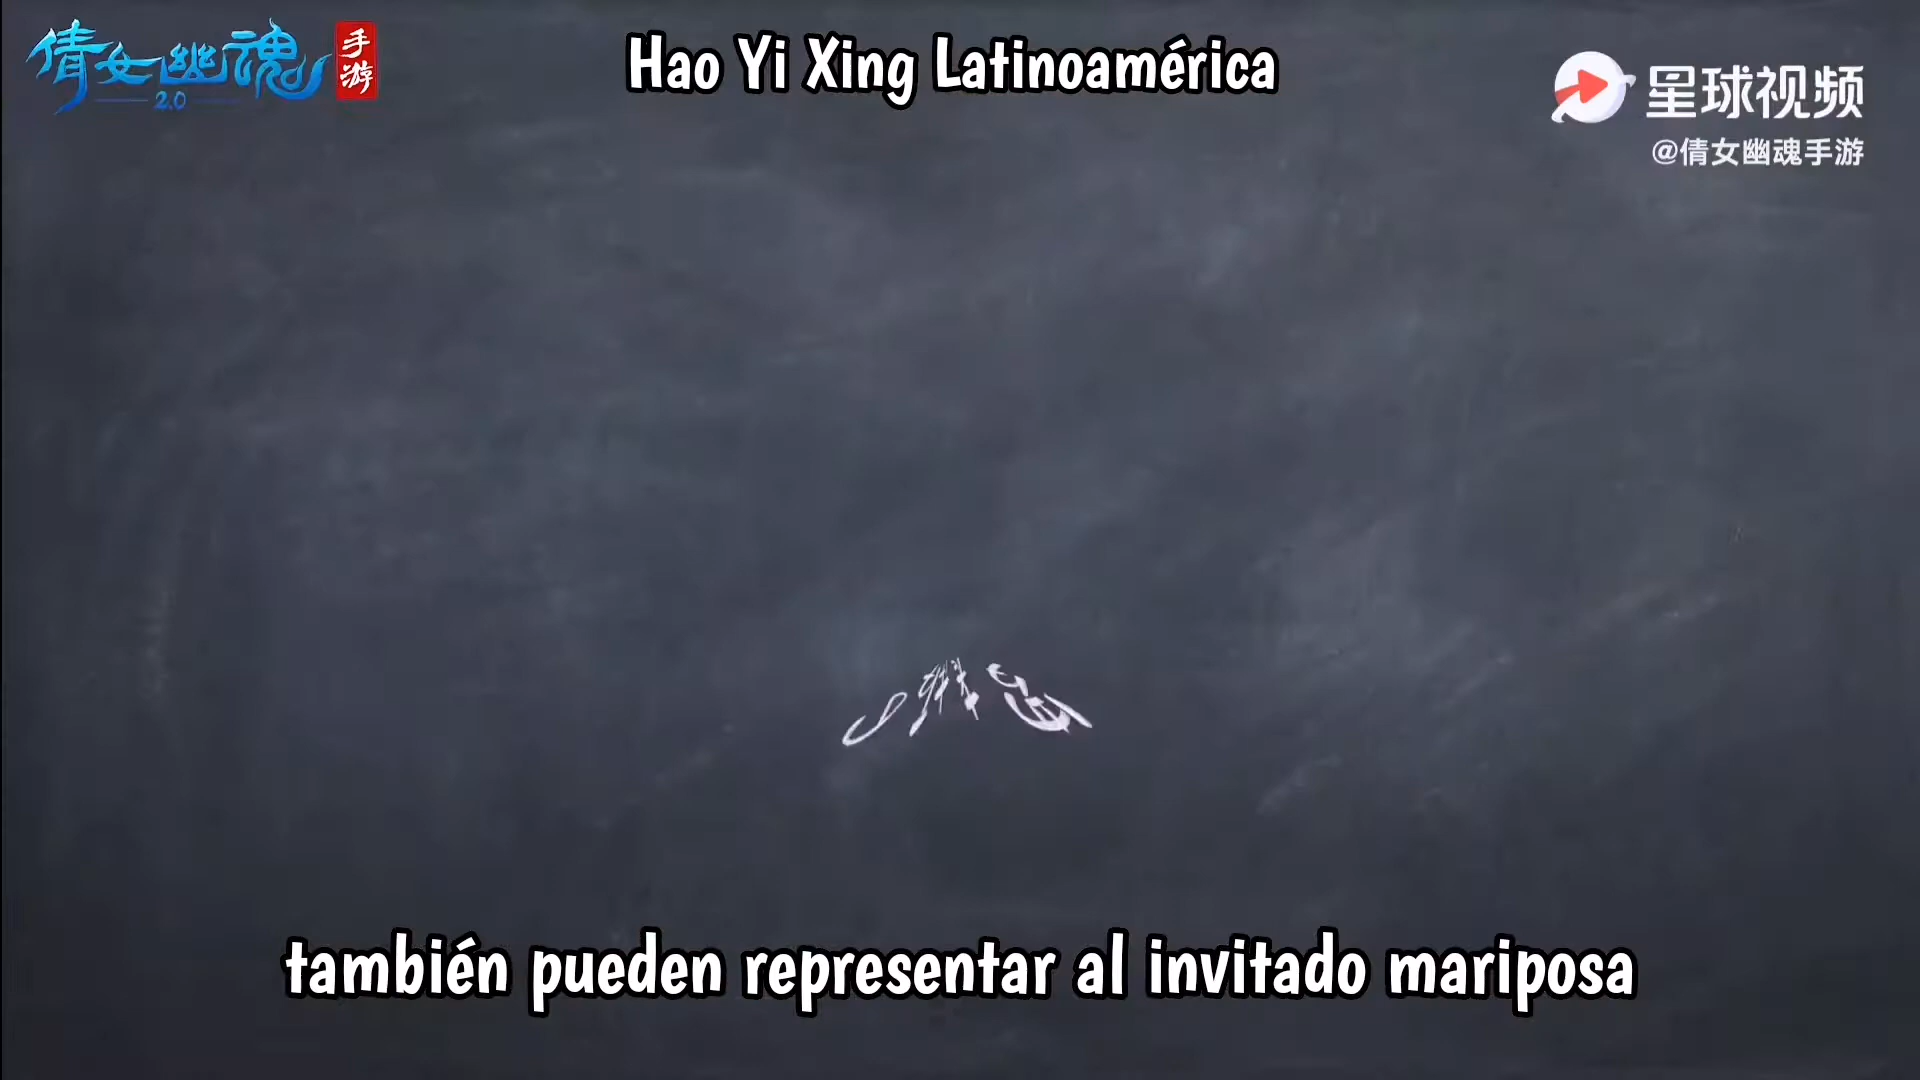 倩女幽魂
手游
2.0
Hao Yi Xing Latinoamérica
星球视频
@倩女幽魂手游
también pueden representar al invitado mariposa